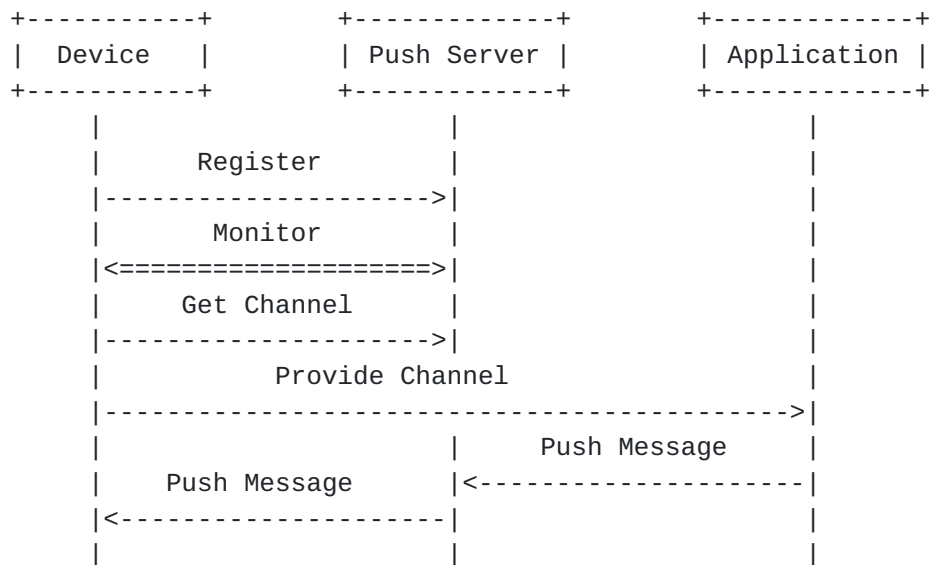 Device Push Server Application
Register
Monitor
Get Channel
Provide Channel
Push Message
Push Message